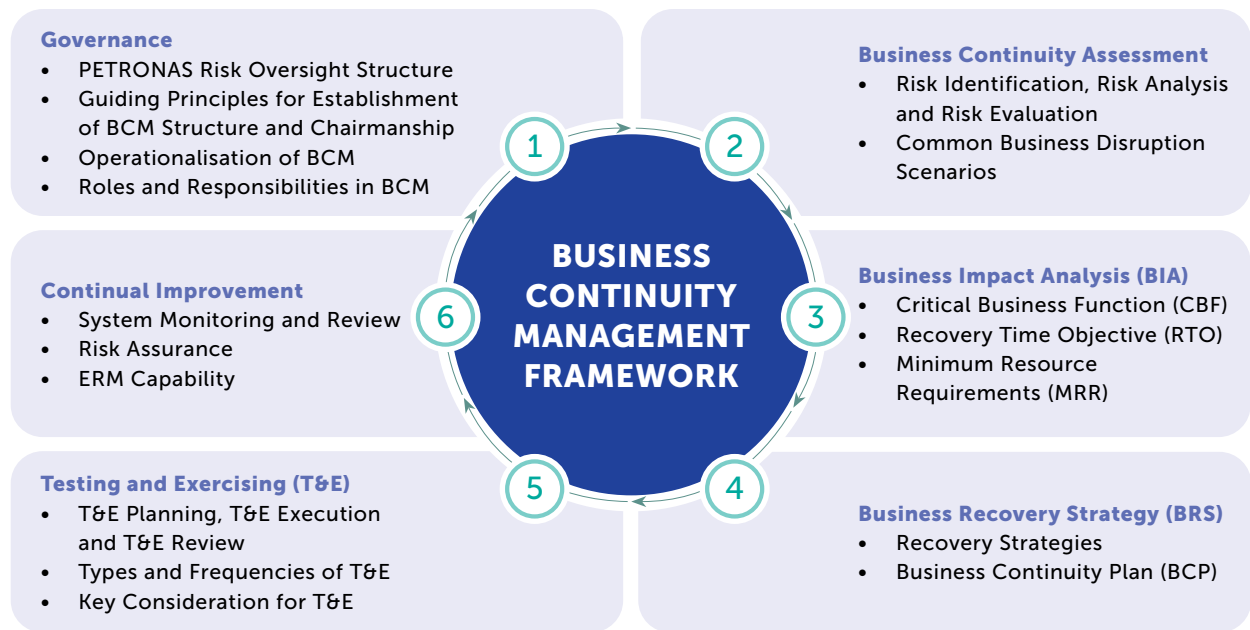 Governance
• PETRONAS Risk Oversight Structure
• Guiding Principles for Establishment
of BCM Structure and Chairmanship
• Operationalisation of BCM
• Roles and Responsibilities in BCM
1
2
Business Continuity Assessment
• Risk Identification, Risk Analysis
and Risk Evaluation
• Common Business Disruption
Scenarios
BUSINESS
CONTINUITY
MANAGEMENT
FRAMEWORK
3
Business Impact Analysis (BIA)
• Critical Business Function (CBF)
• Recovery Time Objective (RTO)
• Minimum Resource
Requirements (MRR)
4
Business Recovery Strategy (BRS)
• Recovery Strategies
• Business Continuity Plan (BCP)
5
Testing and Exercising (T&E)
• T&E Planning, T&E Execution
and T&E Review
• Types and Frequencies of T&E
• Key Consideration for T&E
6
Continual Improvement
• System Monitoring and Review
• Risk Assurance
• ERM Capability